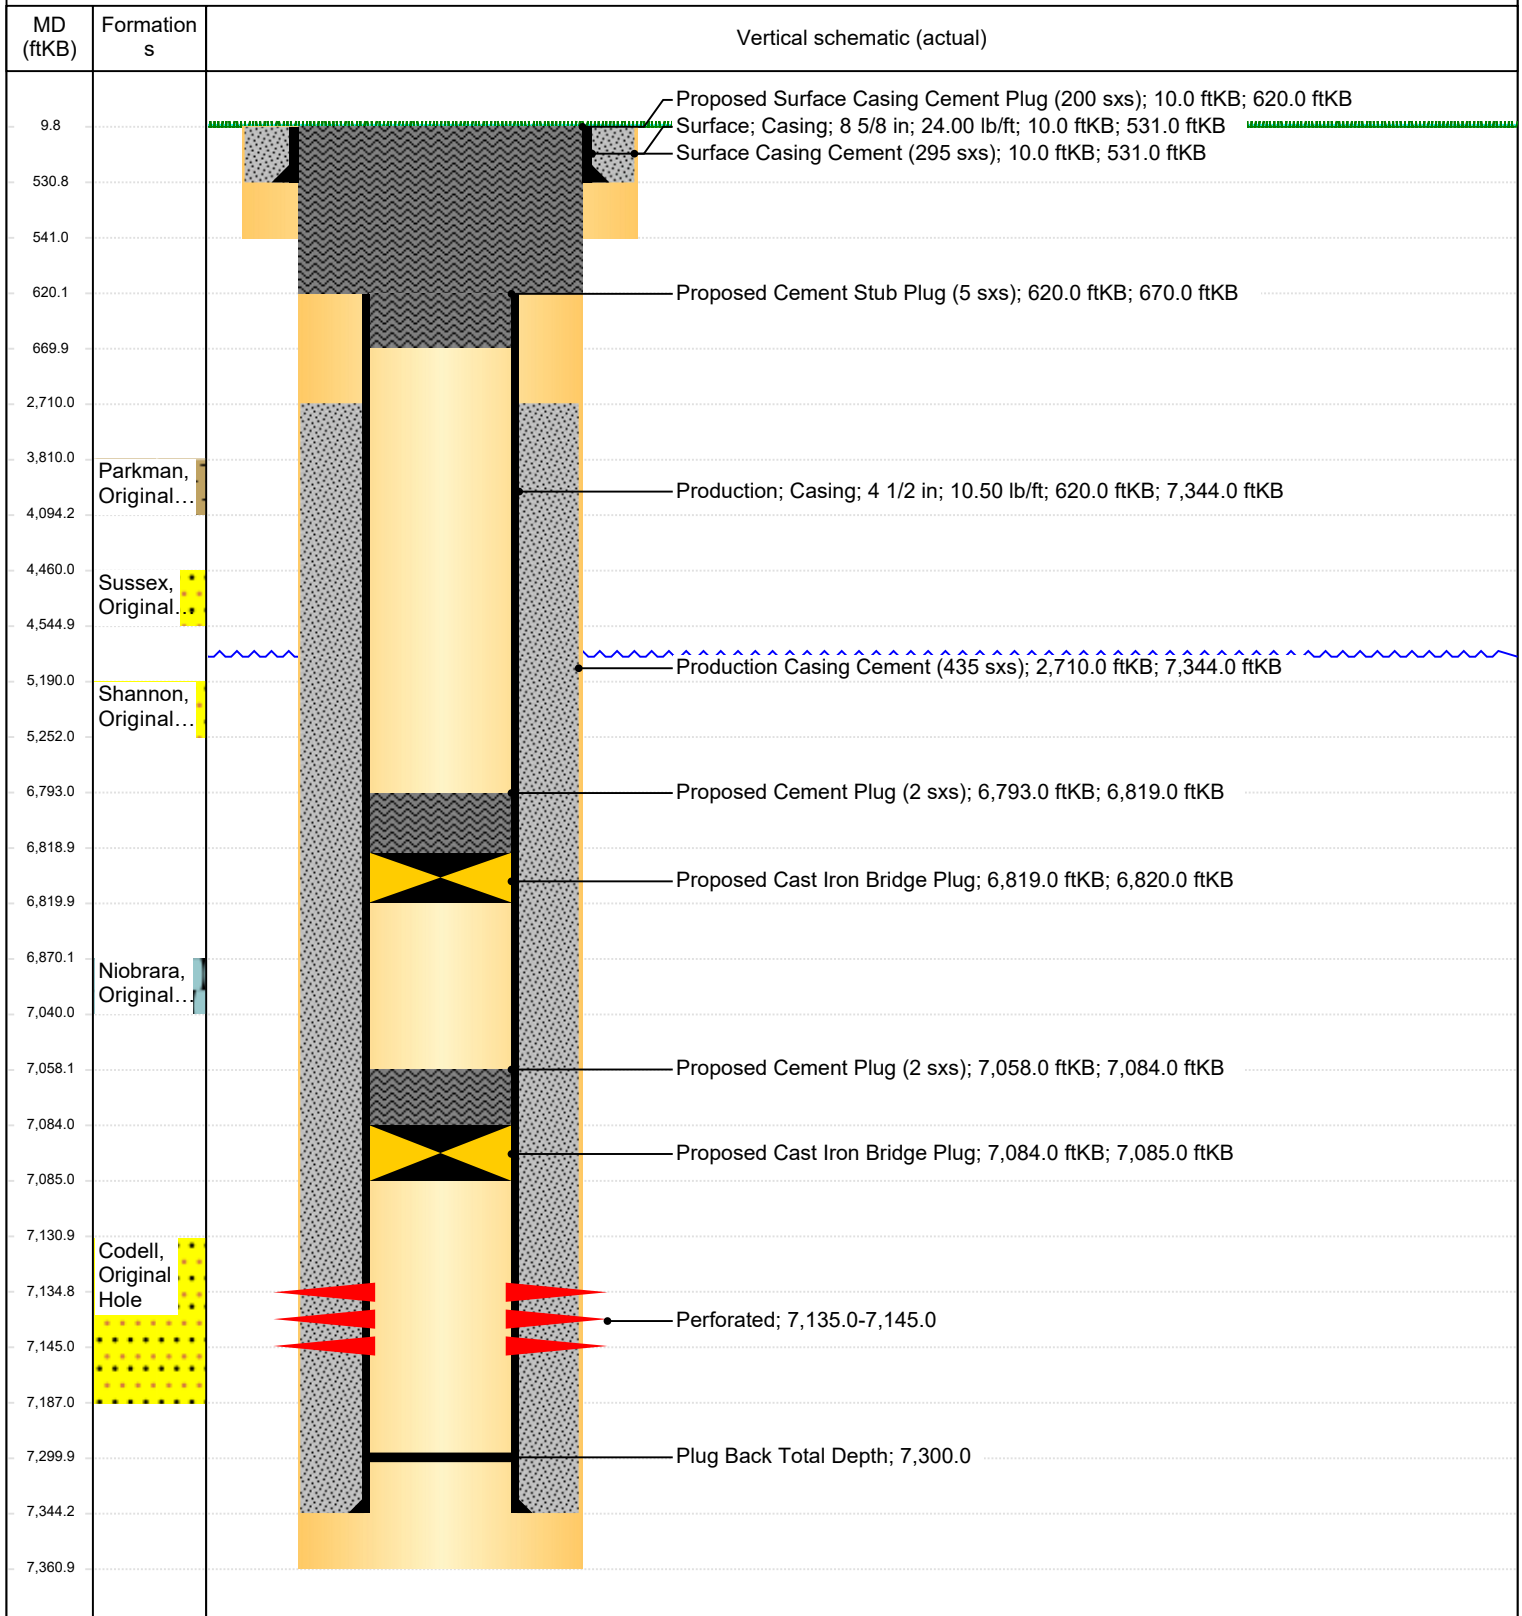 MD
(ftKB)
Formation
s
Vertical schematic (actual)
Proposed Surface Casing Cement Plug (200 sxs); 10.0 ftKB; 620.0 ftKB
9.8
Surface; Casing; 8 5/8 in; 24.00 lb/ft; 10.0 ftKB; 531.0 ftKB
Surface Casing Cement (295 sxs); 10.0 ftKB; 531.0 ftKB
530.8
541.0
620.1
Proposed Cement Stub Plug (5 sxs); 620.0 ftKB; 670.0 ftKB
669.9
2,710.0
3,810.0
Parkman,
Original...
Production; Casing; 4 1/2 in; 10.50 lb/ft; 620.0 ftKB; 7,344.0 ftKB
4,094.2
4,460.0
Sussex,
Original...
4,544.9
Production Casing Cement (435 sxs); 2,710.0 ftKB; 7,344.0 ftKB
5,190.0
Shannon,
Original...
5,252.0
6,793.0
Proposed Cement Plug (2 sxs); 6,793.0 ftKB; 6,819.0 ftKB
6,818.9
Proposed Cast Iron Bridge Plug; 6,819.0 ftKB; 6,820.0 ftKB
6,819.9
6,870.1
Niobrara,
Original...
7,040.0
7,058.1
Proposed Cement Plug (2 sxs); 7,058.0 ftKB; 7,084.0 ftKB
7,084.0
Proposed Cast Iron Bridge Plug; 7,084.0 ftKB; 7,085.0 ftKB
7,085.0
7,130.9
Codell,
Original
Hole
7,134.8
Perforated; 7,135.0-7,145.0
7,145.0
7,187.0
7,299.9
Plug Back Total Depth; 7,300.0
7,344.2
7,360.9